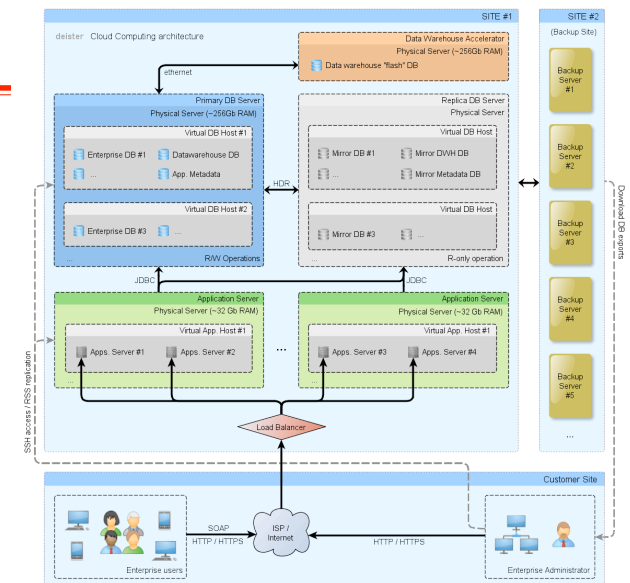 SITE #1
deister Cloud Computing architecture
Data Warehouse Accelerator
Physical Server (~256Gb RAM)
Data warehouse "flash" DB
ethernet
Primary DB Server
Physical Server (~256Gb RAM)
Virtual DB Host #1
Enterprise DB #1
Datawarehouse DB
...
App. Metadata
Virtual DB Host #2
Enterprise DB #3
...
...
R/W Operations
HDR
Replica DB Server
Physical Server
Virtual DB Host
Mirror DB #1
Mirror DWH DB
...
Mirror Metadata DB
Virtual DB Host
Mirror DB #3
...
...
R-only operation
JDBC
JDBC
Application Server
Physical Server (~32 Gb RAM)
Virtual App. Host #1
Apps. Server #1
Apps. Server #2
...
...
Application Server
Physical Server (~32 Gb RAM)
Virtual App. Host #1
Apps. Server #3
Apps. Server #4
...
Load Balancer
SITE #2
(Backup Site)
Backup
Server
#1
Backup
Server
#2
Backup
Server
#3
Backup
Server
#4
Backup
Server
#5
...
Download DB exports
SSH access / RSS replication
Customer Site
Enterprise users
SOAP
HTTP / HTTPS
ISP /
Internet
HTTP / HTTPS
Enterprise Administrator